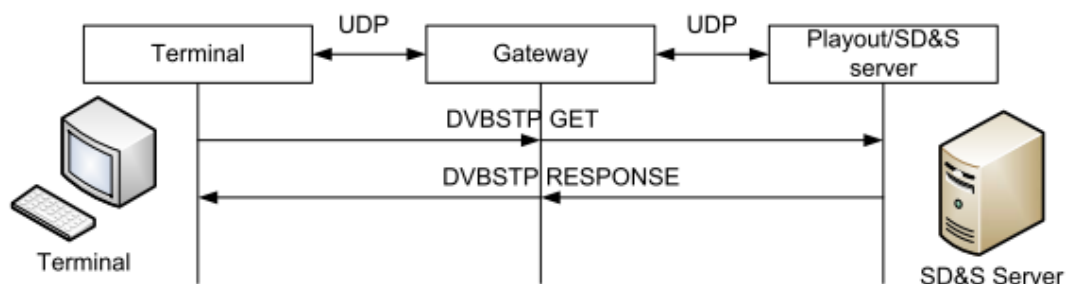 UDP
UDP
Terminal
Gateway
Playout/SD&S
server
DVBSTP GET
DVBSTP RESPONSE
Terminal
SD&S Server